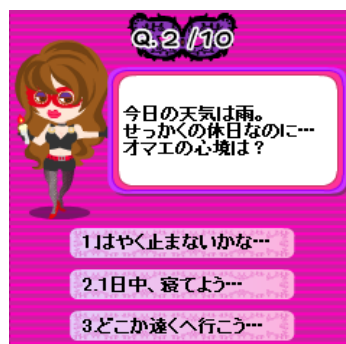 Q.2/10
今日の天気は雨。
せっかくの休日なのに…
オマエの心境は？
1.はやく止まないかな…
2.1日中、寝てよう…
3.どこか遠くへ行こう…